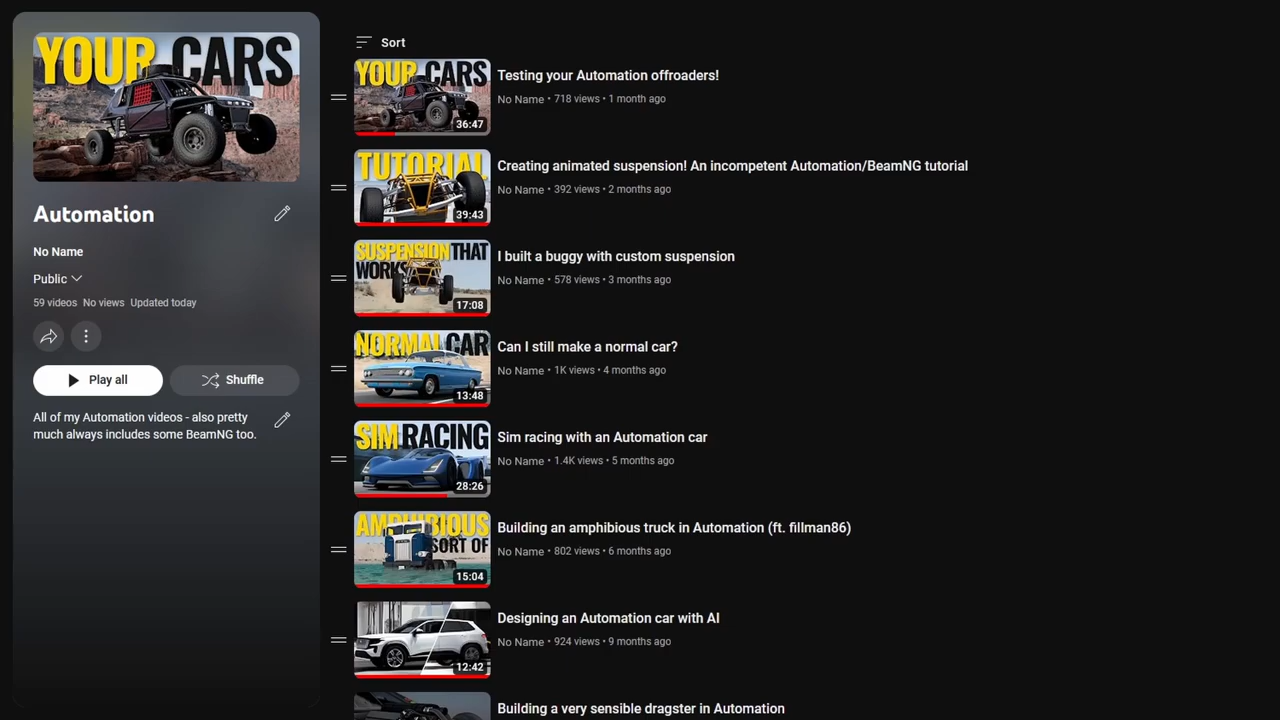 YOUR CARS
Automation
No Name
Public
59 videos No views Updated today
Play all
Shuffle
All of my Automation videos - also pretty
much always includes some BeamNG too.
Sort
YOUR CARS
36:47
Testing your Automation offroaders!
No Name • 718 views • 1 month ago
TUTORIAL
39:43
Creating animated suspension! An incompetent Automation/BeamNG tutorial
No Name • 392 views • 2 months ago
SUSPENSION THAT
WORKS
17:08
I built a buggy with custom suspension
No Name • 578 views • 3 months ago
NORMAL CAR
13:48
Can I still make a normal car?
No Name • 1K views • 4 months ago
SIM RACING
28:26
Sim racing with an Automation car
No Name • 1.4K views • 5 months ago
AMPHIBIOUS
SORT OF
15:04
Building an amphibious truck in Automation (ft. fillman86)
No Name • 802 views • 6 months ago
12:42
Designing an Automation car with AI
No Name • 924 views • 9 months ago
Building a very sensible dragster in Automation